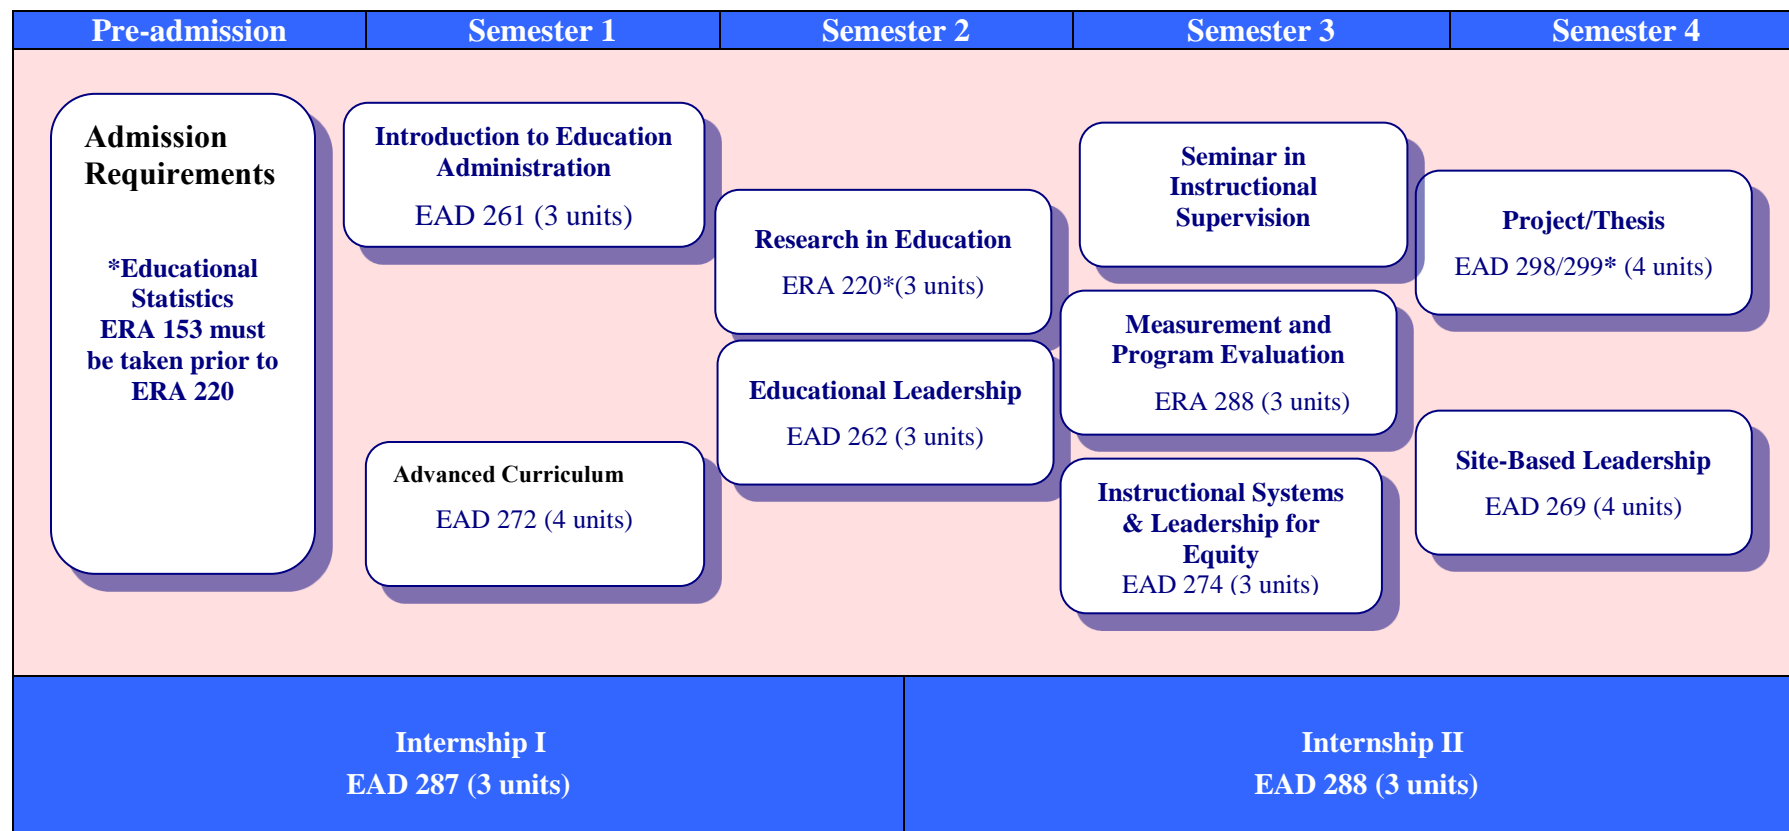 Pre-admission
Semester 1
Semester 2
Semester 3
Semester 4
Admission
Requirements
*Educational
Statistics
ERA 153 must
be taken prior to
ERA 220
Introduction to Education
Administration
EAD 261 (3 units)
Advanced Curriculum
EAD 272 (4 units)
Research in Education
ERA 220*(3 units)
Educational Leadership
EAD 262 (3 units)
Seminar in
Instructional
Supervision
Measurement and
Program Evaluation
ERA 288 (3 units)
Instructional Systems
& Leadership for
Equity
EAD 274 (3 units)
Project/Thesis
EAD 298/299* (4 units)
Site-Based Leadership
EAD 269 (4 units)
Internship I
EAD 287 (3 units)
Internship II
EAD 288 (3 units)